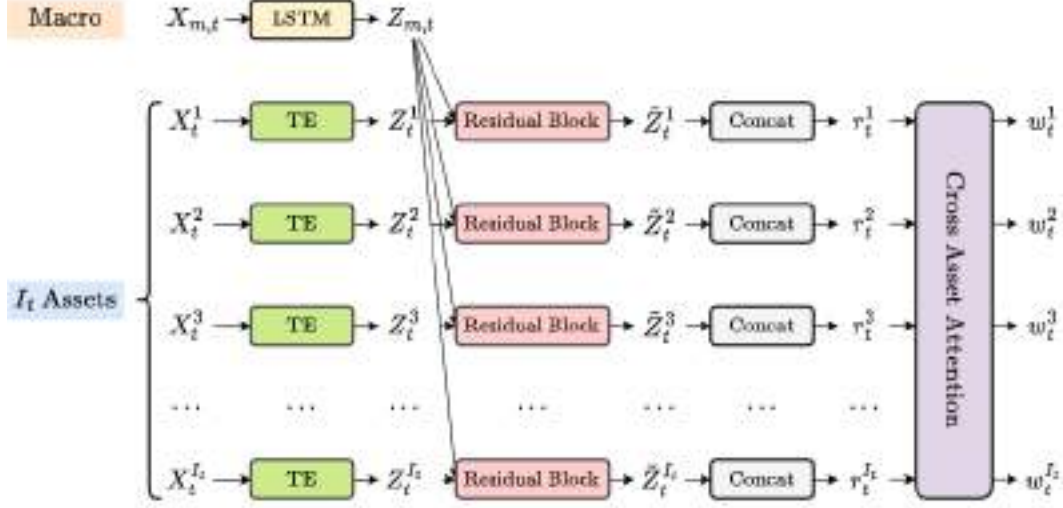 Macro X_{m,t} LSTM Z_{m,t}
X_t^1 TE Z_t^1 Residual Block Z̃_t^1 Concat r_t^1 w_t^1
X_t^2 TE Z_t^2 Residual Block Z̃_t^2 Concat r_t^2 w_t^2
I_t Assets
X_t^3 TE Z_t^3 Residual Block Z̃_t^3 Concat r_t^3 w_t^3
... ... ... ... ... ... ...
X_t^{I_t} TE Z_t^{I_t} Residual Block Z̃_t^{I_t} Concat r_t^{I_t} w_t^{I_t}
Cross Asset Attention